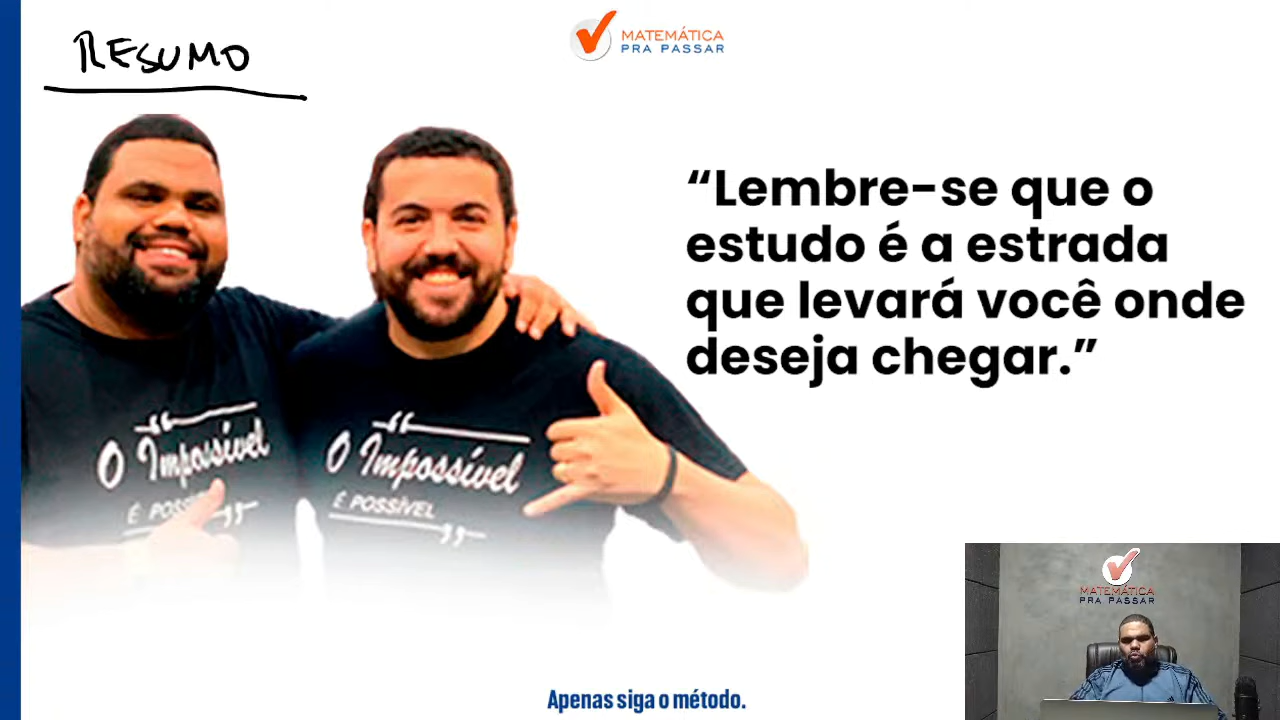 RESUMO
MATEMÁTICA
PRA PASSAR
“Lembre-se que o
estudo é a estrada
que levará você onde
deseja chegar.”
“
O Impossível
É POSSÍVEL
”
“
O Impossível
É POSSÍVEL
”
MATEMÁTICA
PRA PASSAR
Apenas siga o método.